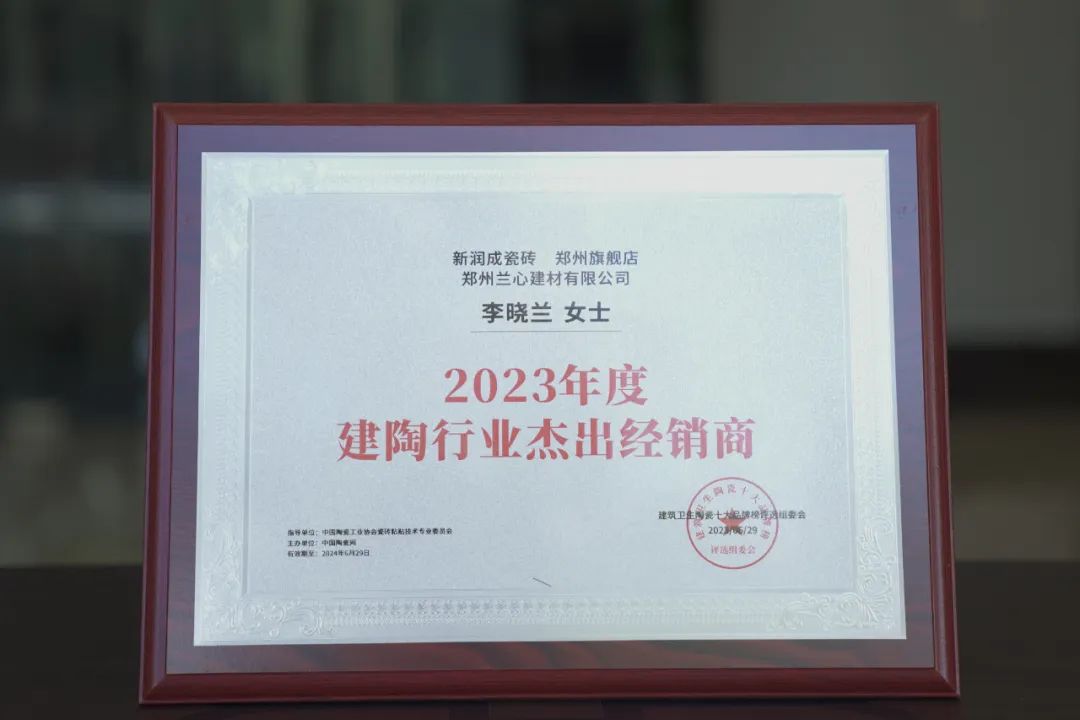 新润成瓷砖 郑州旗舰店
郑州兰心建材有限公司
李晓兰 女士
2023年度
建陶行业杰出经销商
建筑卫生陶瓷十大品牌榜评选组委会
2023/06/29
评选组委会
指导单位：中国陶瓷工业协会瓷砖粘贴技术专业委员会
主办单位：中国陶瓷网
有效期至：2024年6月29日